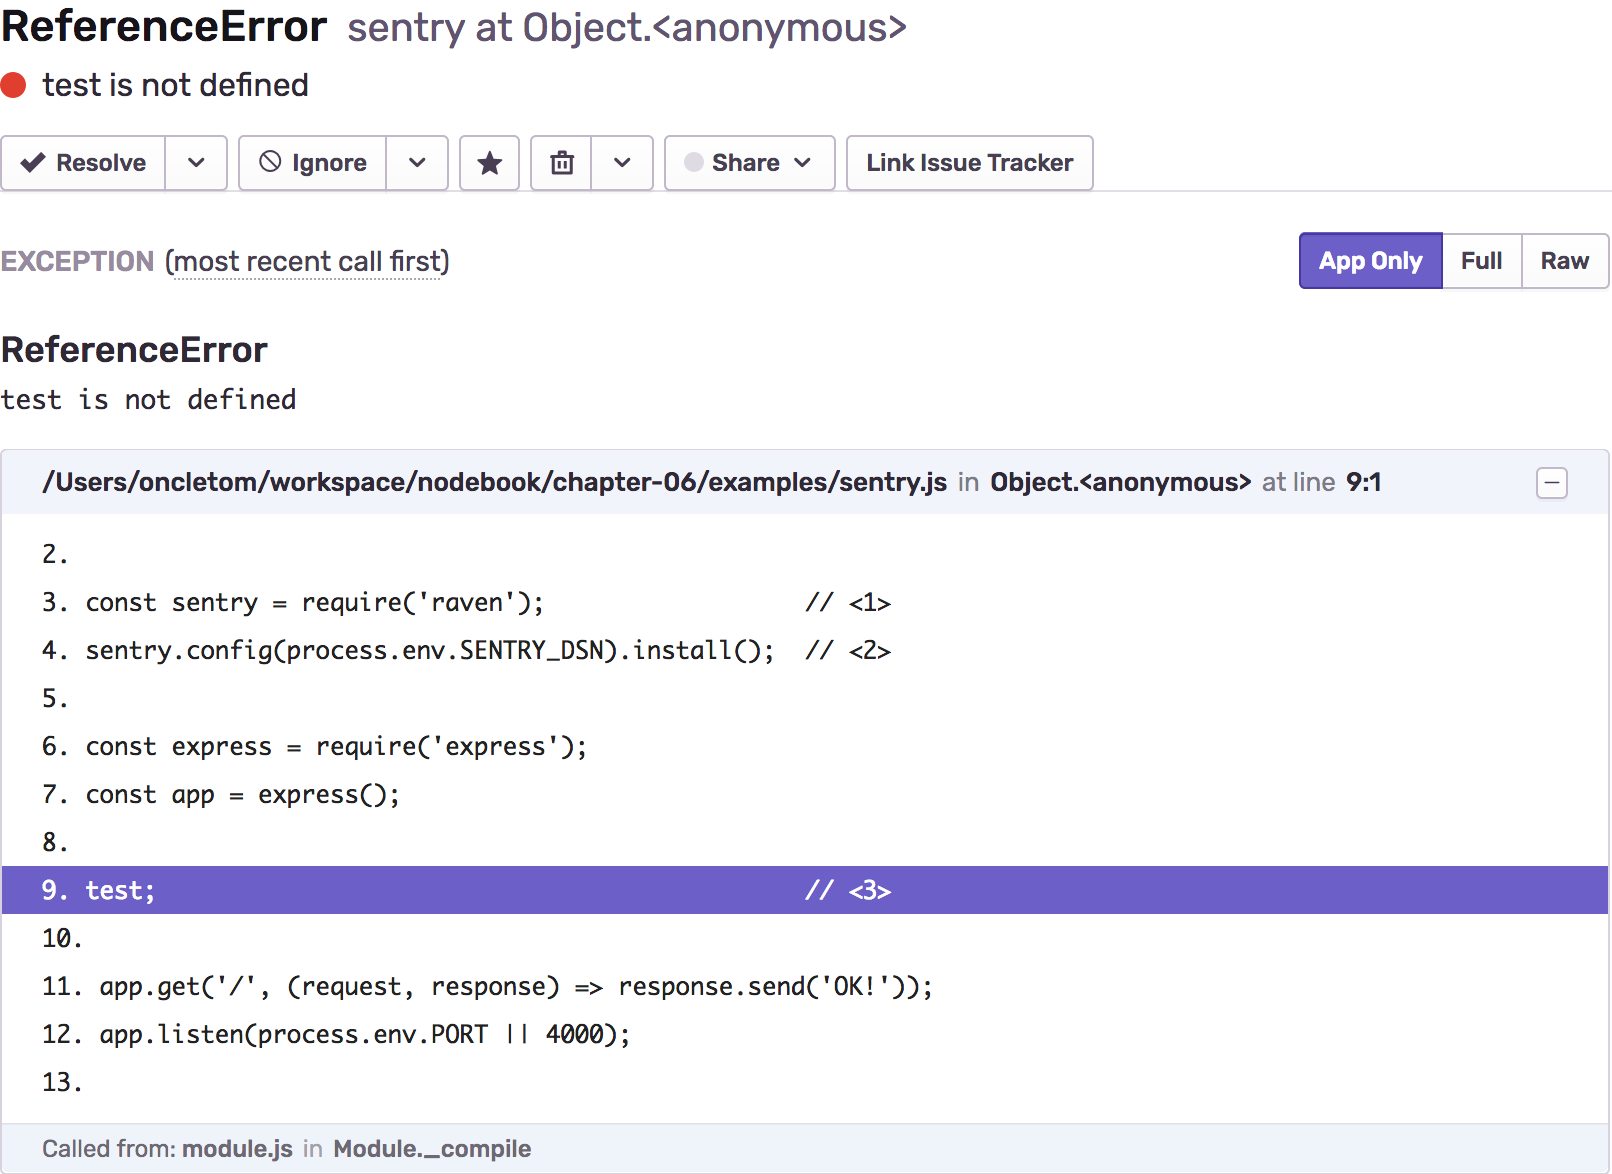 ReferenceError sentry at Object.<anonymous>
test is not defined
Resolve Ignore Share Link Issue Tracker
EXCEPTION (most recent call first) App Only Full Raw
ReferenceError
test is not defined
/Users/oncletom/workspace/nodebook/chapter-06/examples/sentry.js in Object.<anonymous> at line 9:1
2.
3. const sentry = require('raven');                  // <1>
4. sentry.config(process.env.SENTRY_DSN).install();  // <2>
5.
6. const express = require('express');
7. const app = express();
8.
9. test;                                             // <3>
10.
11. app.get('/', (request, response) => response.send('OK!'));
12. app.listen(process.env.PORT || 4000);
13.
Called from: module.js in Module._compile